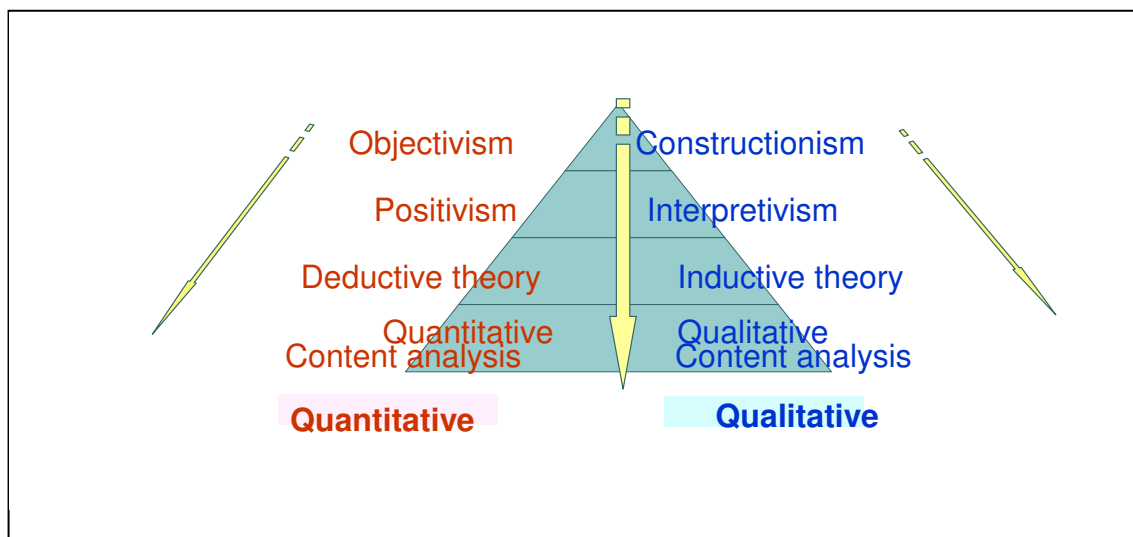 Objectivism Constructionism
Positivism Interpretivism
Deductive theory Inductive theory
Quantitative Qualitative
Content analysis Content analysis
Quantitative Qualitative